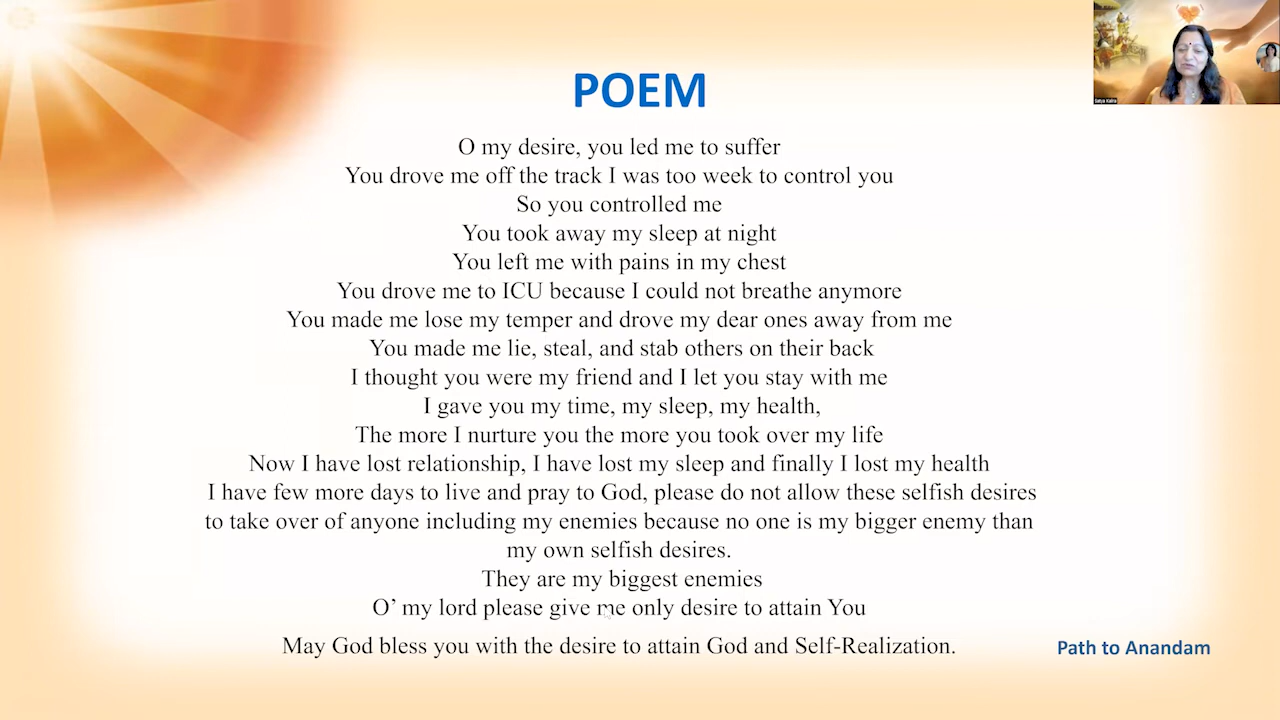 POEM
O my desire, you led me to suffer
You drove me off the track I was too week to control you
So you controlled me
You took away my sleep at night
You left me with pains in my chest
You drove me to ICU because I could not breathe anymore
You made me lose my temper and drove my dear ones away from me
You made me lie, steal, and stab others on their back
I thought you were my friend and I let you stay with me
I gave you my time, my sleep, my health,
The more I nurture you the more you took over my life
Now I have lost relationship, I have lost my sleep and finally I lost my health
I have few more days to live and pray to God, please do not allow these selfish desires
to take over of anyone including my enemies because no one is my bigger enemy than
my own selfish desires.
They are my biggest enemies
O’ my lord please give me only desire to attain You
May God bless you with the desire to attain God and Self-Realization.
Path to Anandam